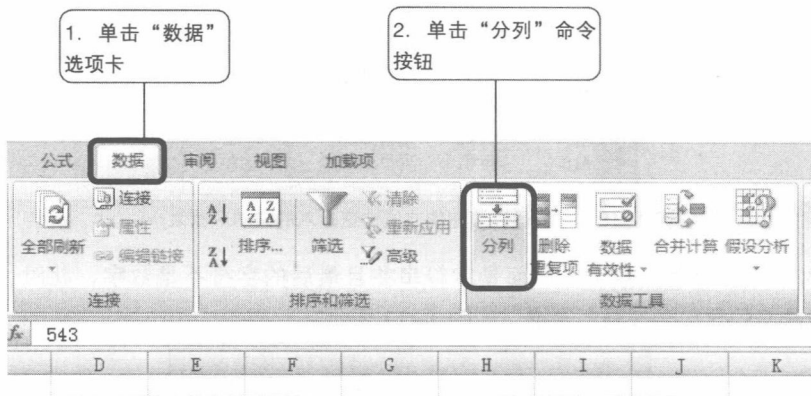 1. 单击“数据”
选项卡
2. 单击“分列”命令
按钮
公式 数据 审阅 视图 加载项
全部刷新
连接
属性
编辑链接
连接
A
Z
Z
A
A Z
Z A
排序...
筛选
清除
重新应用
高级
排序和筛选
分列
删除
重复项
数据
有效性
合并计算
假设分析
数据工具
fx 543
D E F G H I J K